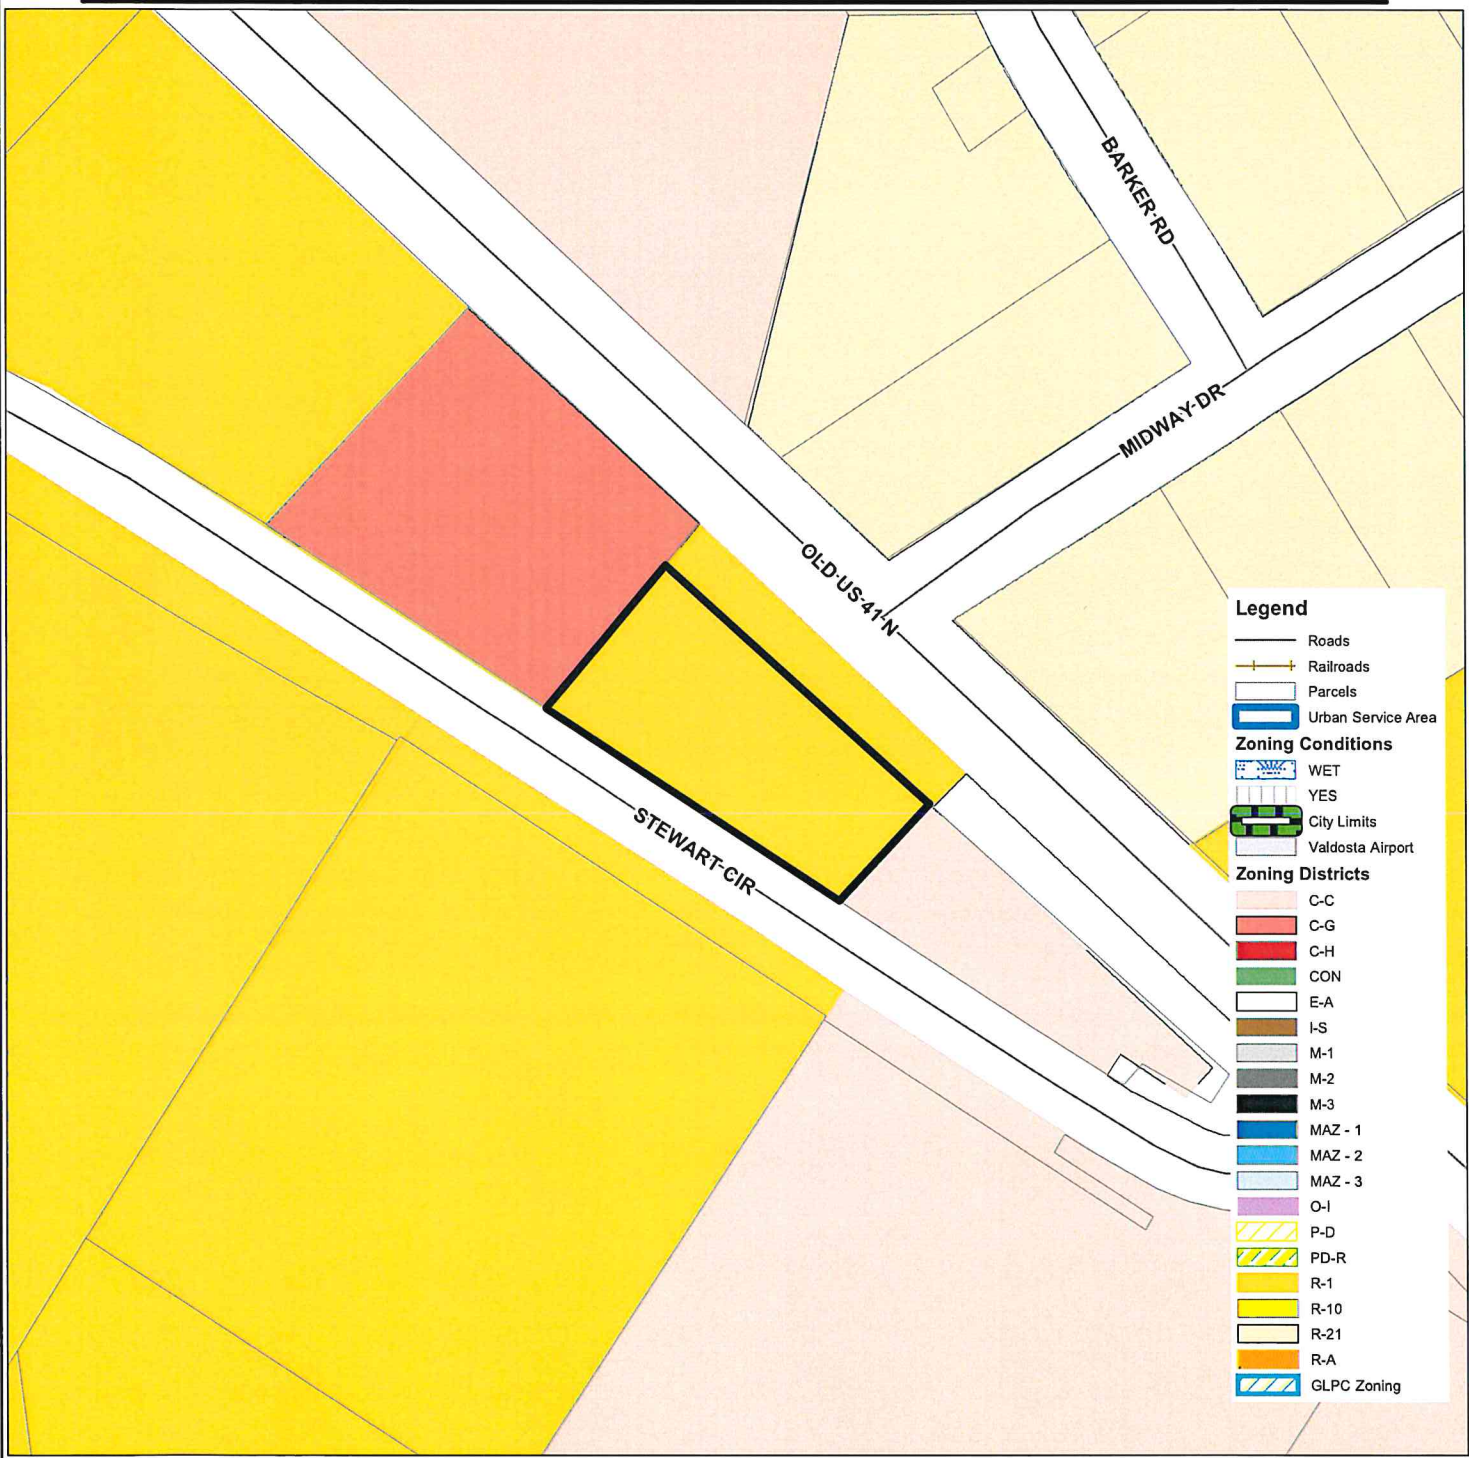 BARKER RD
MIDWAY DR
OLD US 41 N
STEWART CIR
Legend
Roads
Railroads
Parcels
Urban Service Area
Zoning Conditions
WET
YES
City Limits
Valdosta Airport
Zoning Districts
C-C
C-G
C-H
CON
E-A
I-S
M-1
M-2
M-3
MAZ - 1
MAZ - 2
MAZ - 3
O-I
P-D
PD-R
R-1
R-10
R-21
R-A
GLPC Zoning